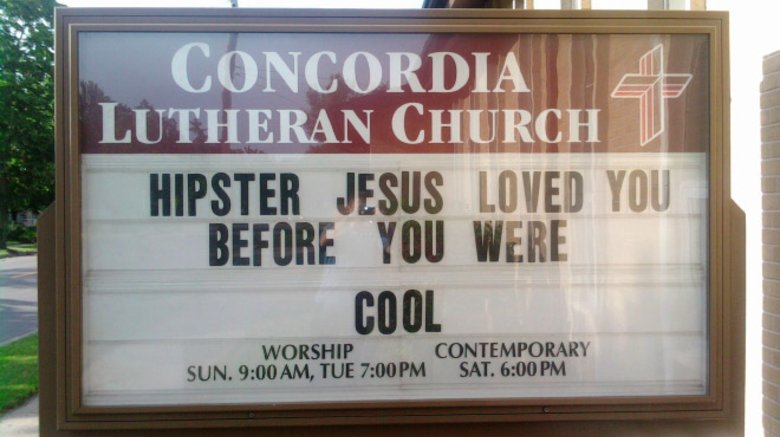 CONCORDIA
LUTHERAN CHURCH
HIPSTER JESUS LOVED YOU
BEFORE YOU WERE
COOL
WORSHIP CONTEMPORARY
SUN. 9:00 AM, TUE 7:00 PM SAT. 6:00 PM